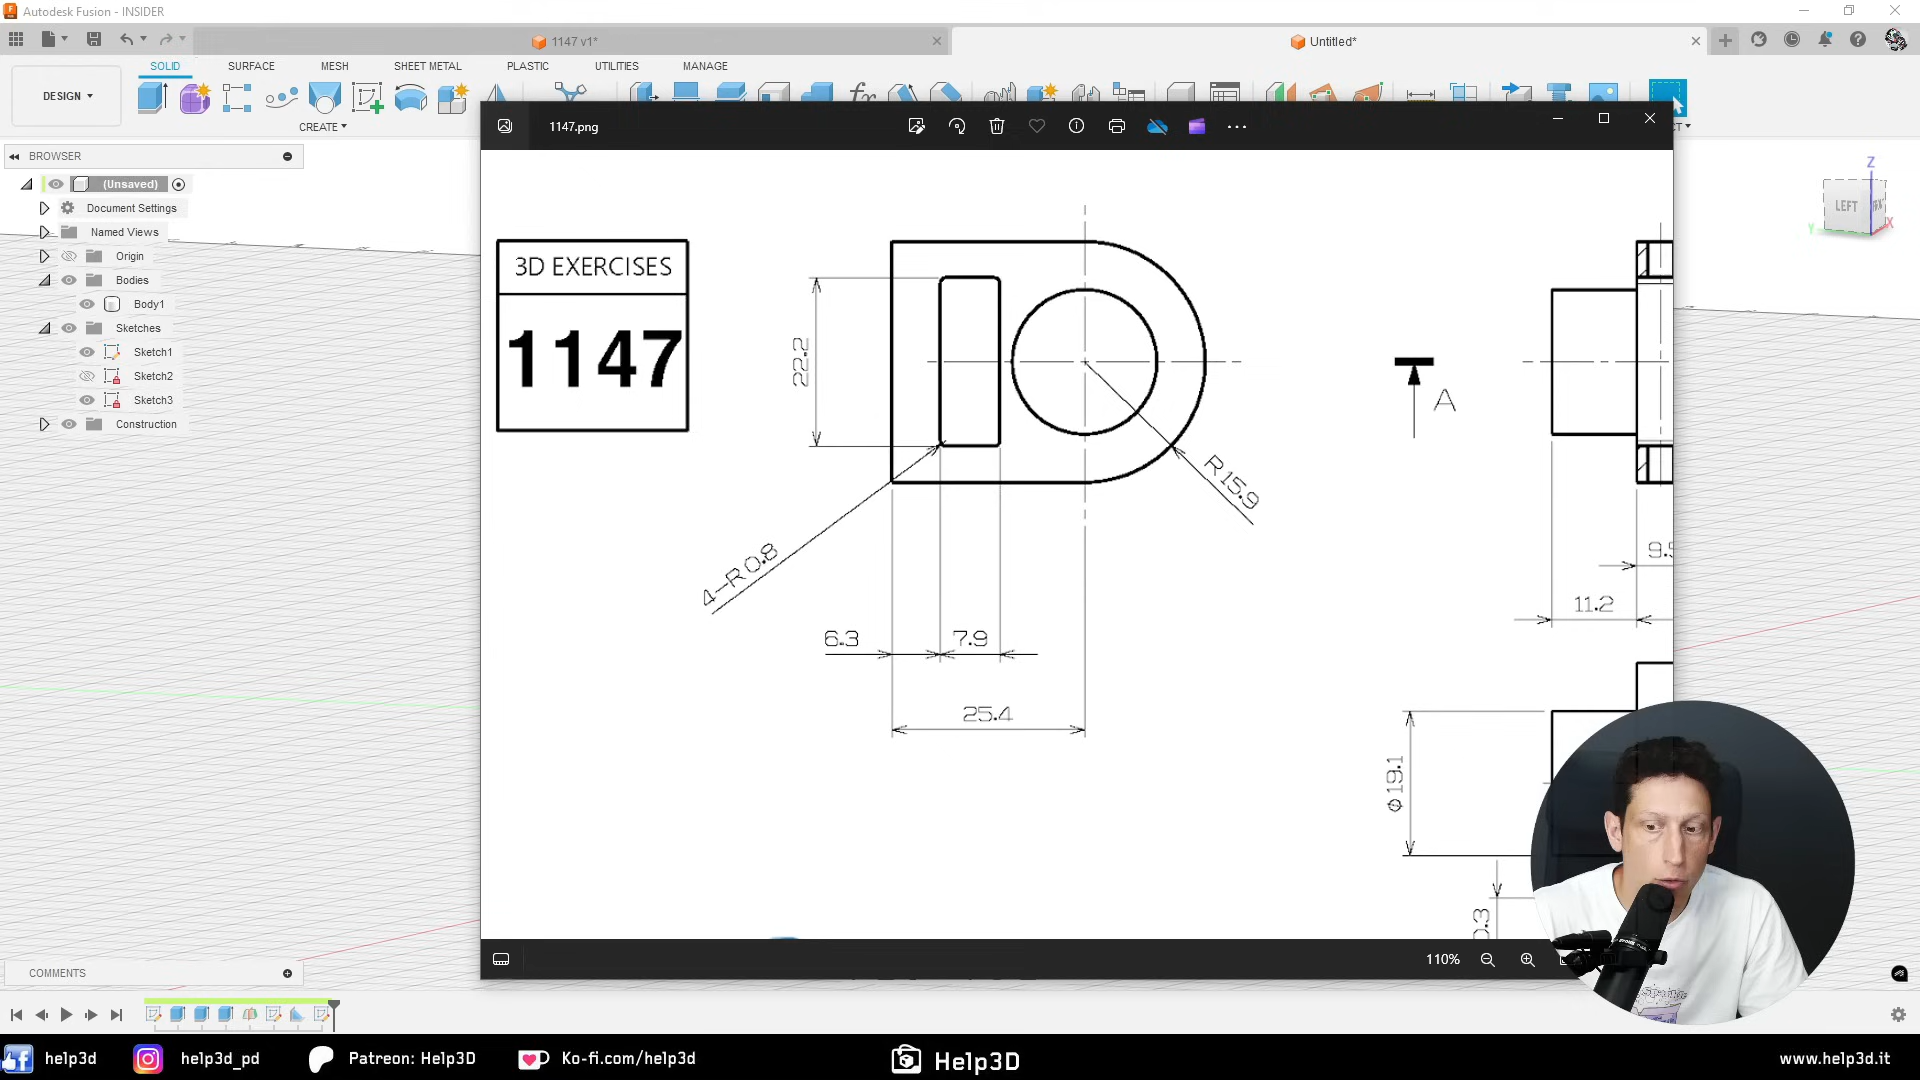 Autodesk Fusion - INSIDER
1147 v1*
Untitled*
SOLID SURFACE MESH SHEET METAL PLASTIC UTILITIES MANAGE
DESIGN
CREATE
1147.png
BROWSER
(Unsaved)
Document Settings
Named Views
Origin
Bodies
Body1
Sketches
Sketch1
Sketch2
Sketch3
Construction
Z
LEFT
Y
X
3D EXERCISES
1147
22.2
R15.9
4-R0.8
6.3
7.9
25.4
A
11.2
Φ19.1
110%
COMMENTS
help3d
help3d_pd
Patreon: Help3D
Ko-fi.com/help3d
Help3D
www.help3d.it